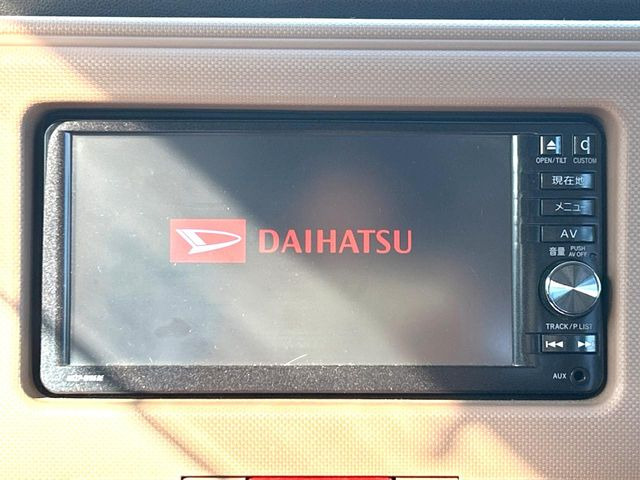 DAIHATSU
OPEN/TILT
CUSTOM
現在地
メニュー
AV
音量
PUSH
AV OFF
TRACK/P LIST
AUX